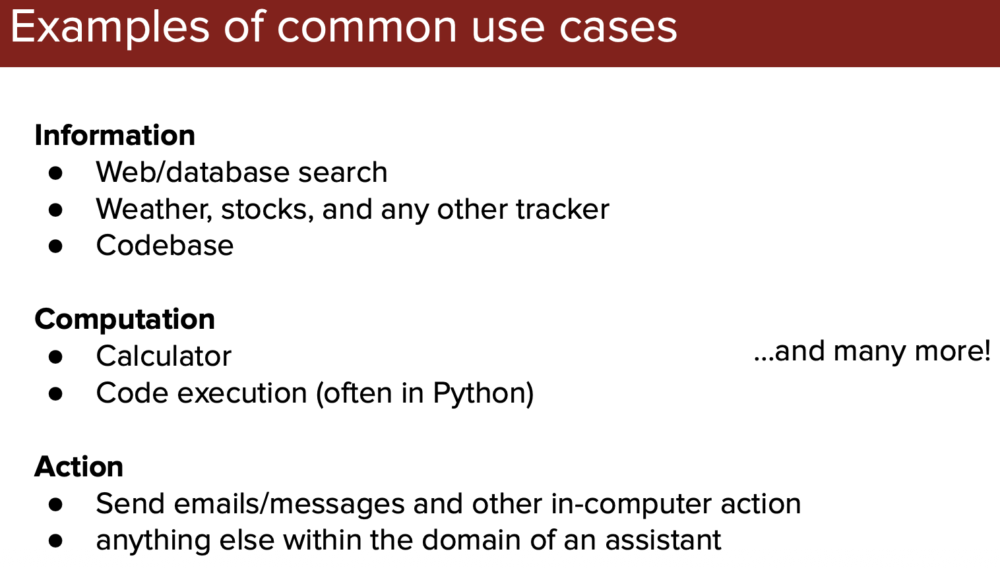 Examples of common use cases
Information
● Web/database search
● Weather, stocks, and any other tracker
● Codebase
Computation
● Calculator
● Code execution (often in Python)
...and many more!
Action
● Send emails/messages and other in-computer action
● anything else within the domain of an assistant